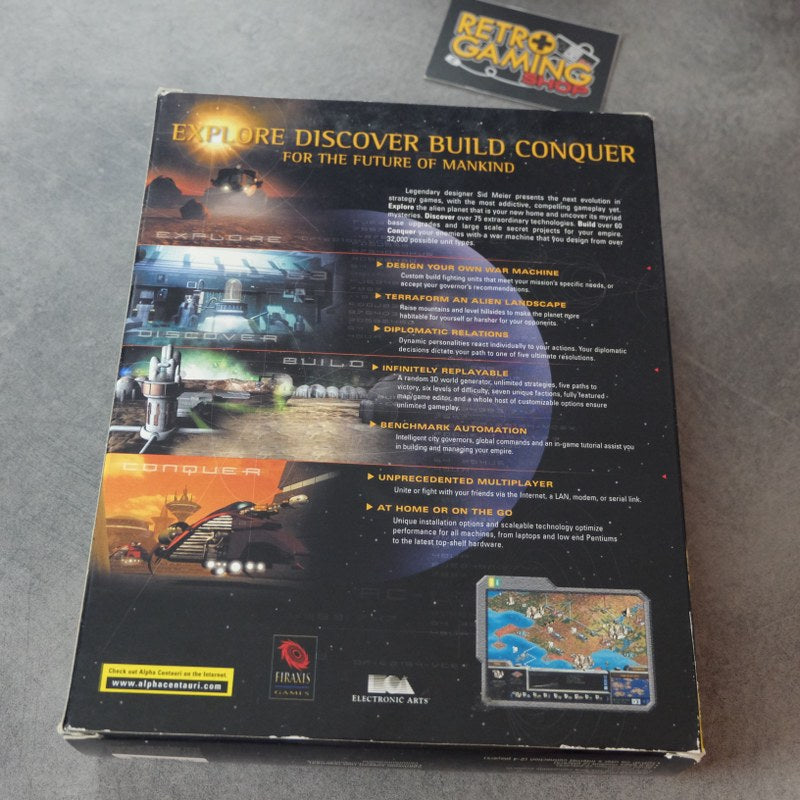 RETRO
GAMING
SHOP
EXPLORE DISCOVER BUILD CONQUER
FOR THE FUTURE OF MANKIND
Legendary designer Sid Meier presents the next evolution in
strategy games, with the most addictive, compelling gameplay yet.
Explore the alien planet that is your new home and uncover its myriad
mysteries. Discover over 75 extraordinary technologies. Build over 60
base upgrades and large scale secret projects for your empire.
Conquer your enemies with a war machine that you design from over
32,000 possible unit types.
EXPLORE
DESIGN YOUR OWN WAR MACHINE
Custom build fighting units that meet your mission's specific needs, or
accept your governor's recommendations.
TERRAFORM AN ALIEN LANDSCAPE
Raise mountains and level hillsides to make the planet more
habitable for yourself or harsher for your opponents.
DISCOVER
DIPLOMATIC RELATIONS
Dynamic personalities react individually to your actions. Your diplomatic
decisions dictate your path to one of five ultimate resolutions.
BUILD
INFINITELY REPLAYABLE
A random 3D world generator, unlimited strategies, five paths to
victory, six levels of difficulty, seven unique factions, fully featured
map/game editor, and a whole host of customizable options ensure
unlimited gameplay.
BENCHMARK AUTOMATION
Intelligent city governors, global commands and an in-game tutorial assist you
in building and managing your empire.
CONQUER
UNPRECEDENTED MULTIPLAYER
Unite or fight with your friends via the Internet, a LAN, modem, or serial link.
AT HOME OR ON THE GO
Unique installation options and scaleable technology optimize
performance for all machines, from laptops and low end Pentiums
to the latest top-shelf hardware.
Check out Alpha Centauri on the Internet.
www.alphacentauri.com
FIRAXIS
GAMES
ELECTRONIC ARTS